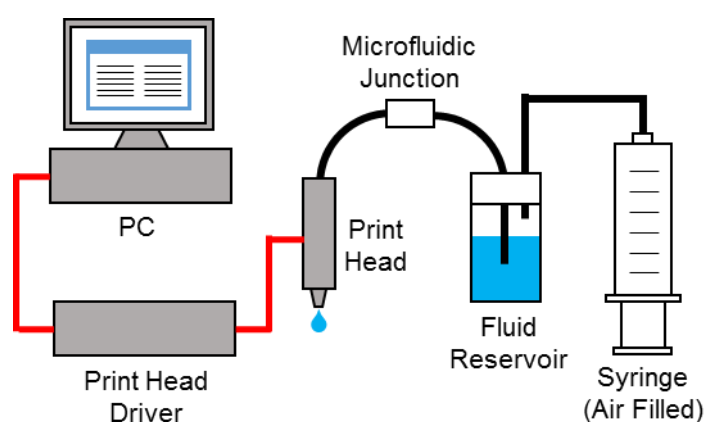 Microfluidic
Junction
PC
Print
Head
Fluid
Reservoir
Print Head
Driver
Syringe
(Air Filled)